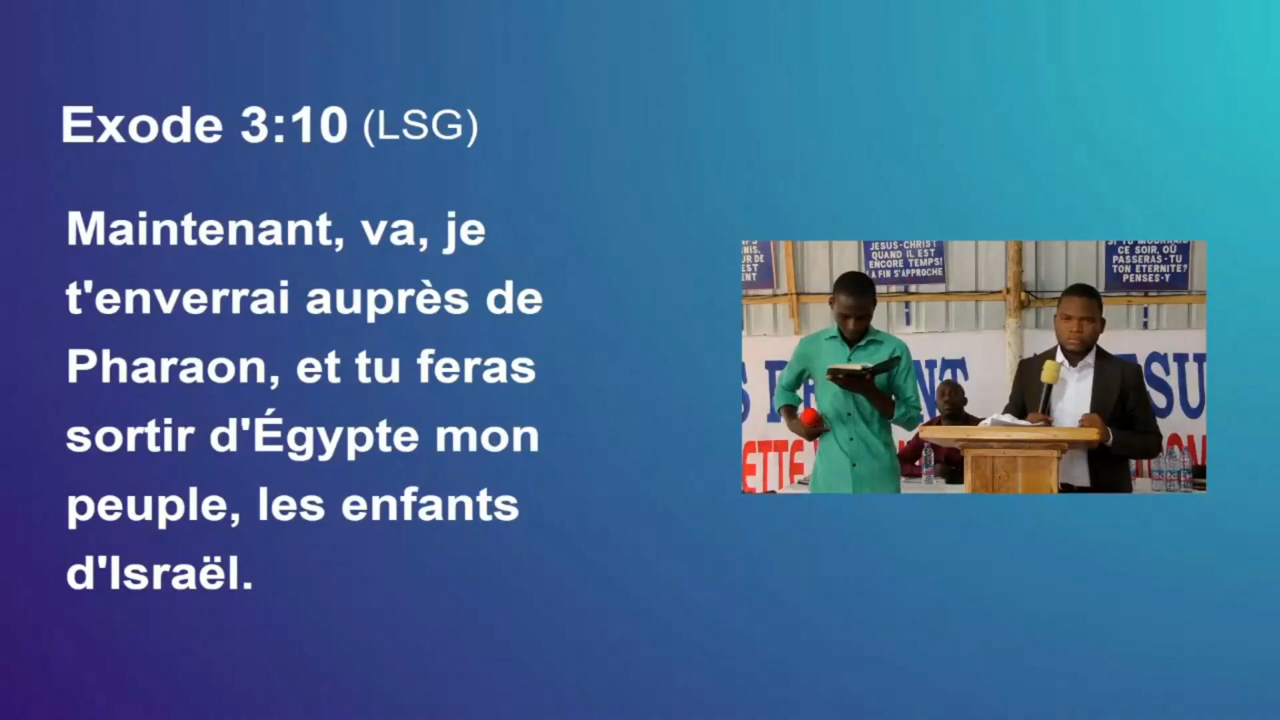 Exode 3:10 (LSG)
Maintenant, va, je
t'enverrai auprès de
Pharaon, et tu feras
sortir d'Égypte mon
peuple, les enfants
d'Israël.
JESUS-CHRIST
QUAND IL EST
ENCORE TEMPS!
LA FIN S'APPROCHE
SI TU MOURRAIS
CE SOIR, OÙ
PASSERAS-TU
TON ETERNITE?
PENSES-Y